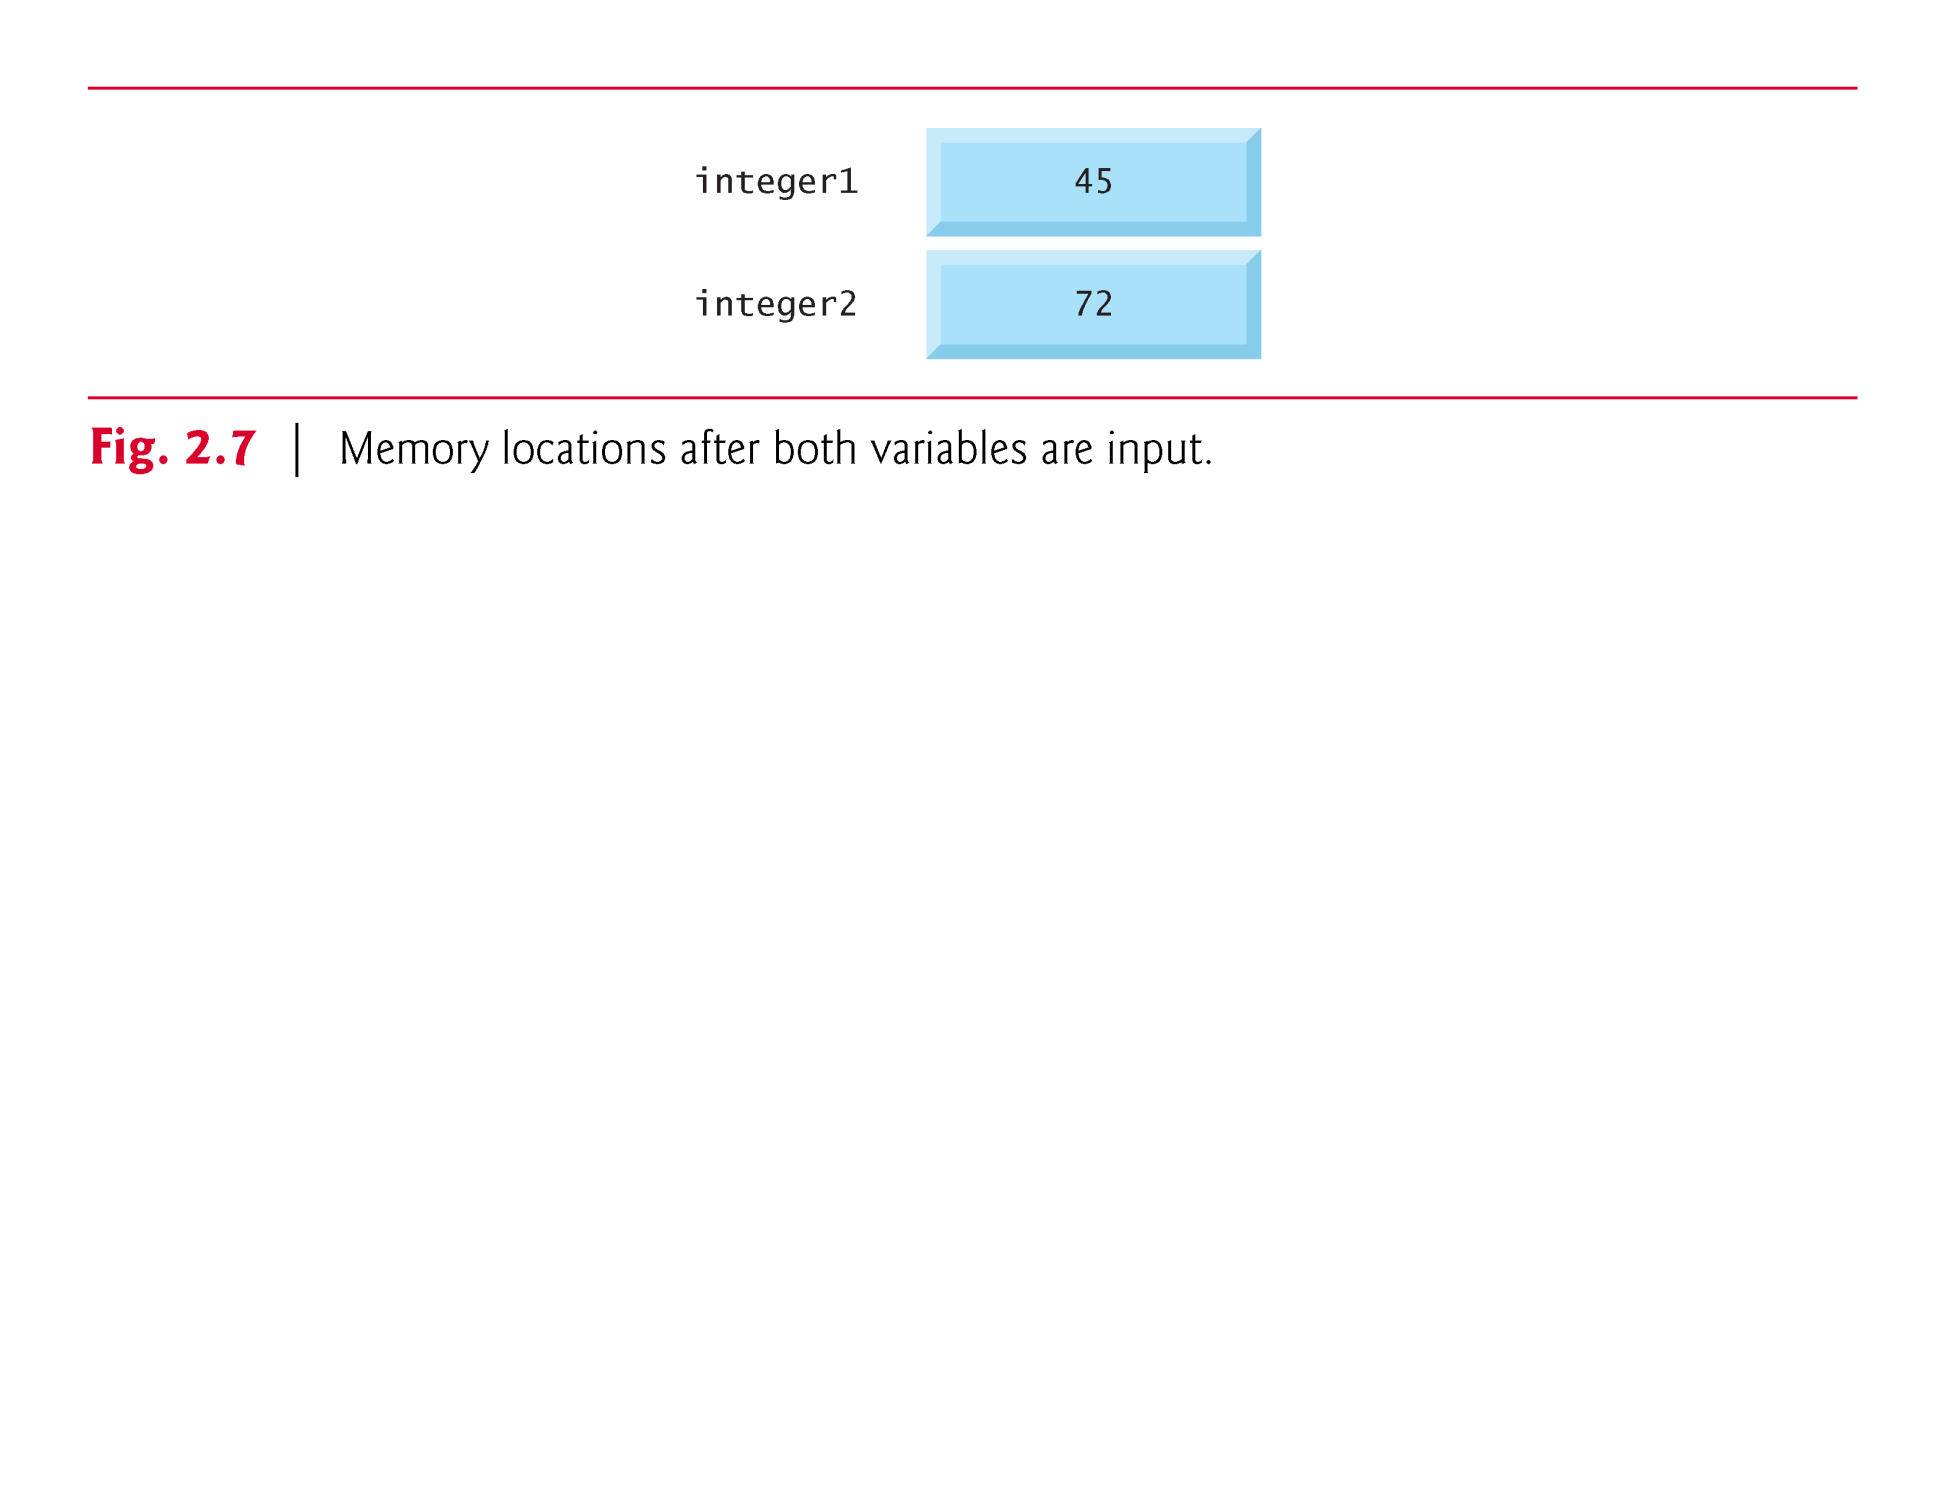 integer1 45
integer2 72
Fig. 2.7 | Memory locations after both variables are input.